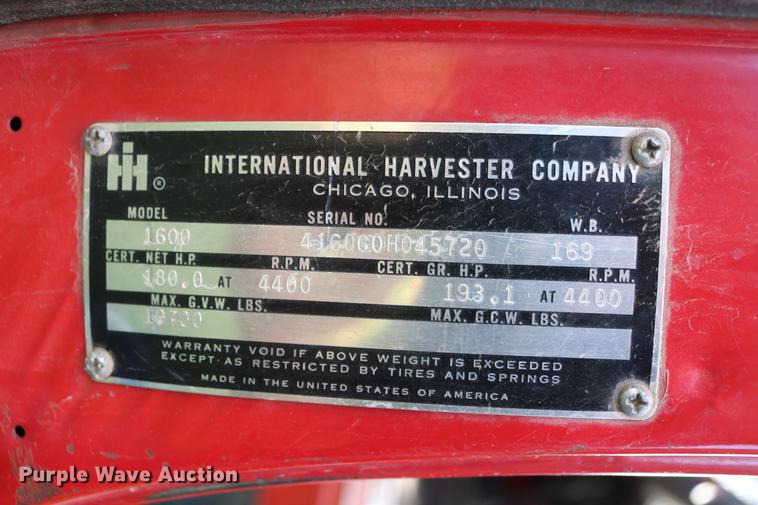 IH ® INTERNATIONAL HARVESTER COMPANY
CHICAGO, ILLINOIS
MODEL SERIAL NO. W.B.
1600 416060H045720 169
CERT. NET H.P. R.P.M. CERT. GR. H.P. R.P.M.
180.0 AT 4400 193.1 AT 4400
MAX. G.V.W. LBS. MAX. G.C.W. LBS.
19700
WARRANTY VOID IF ABOVE WEIGHT IS EXCEEDED
EXCEPT AS RESTRICTED BY TIRES AND SPRINGS
MADE IN THE UNITED STATES OF AMERICA
Purple Wave Auction